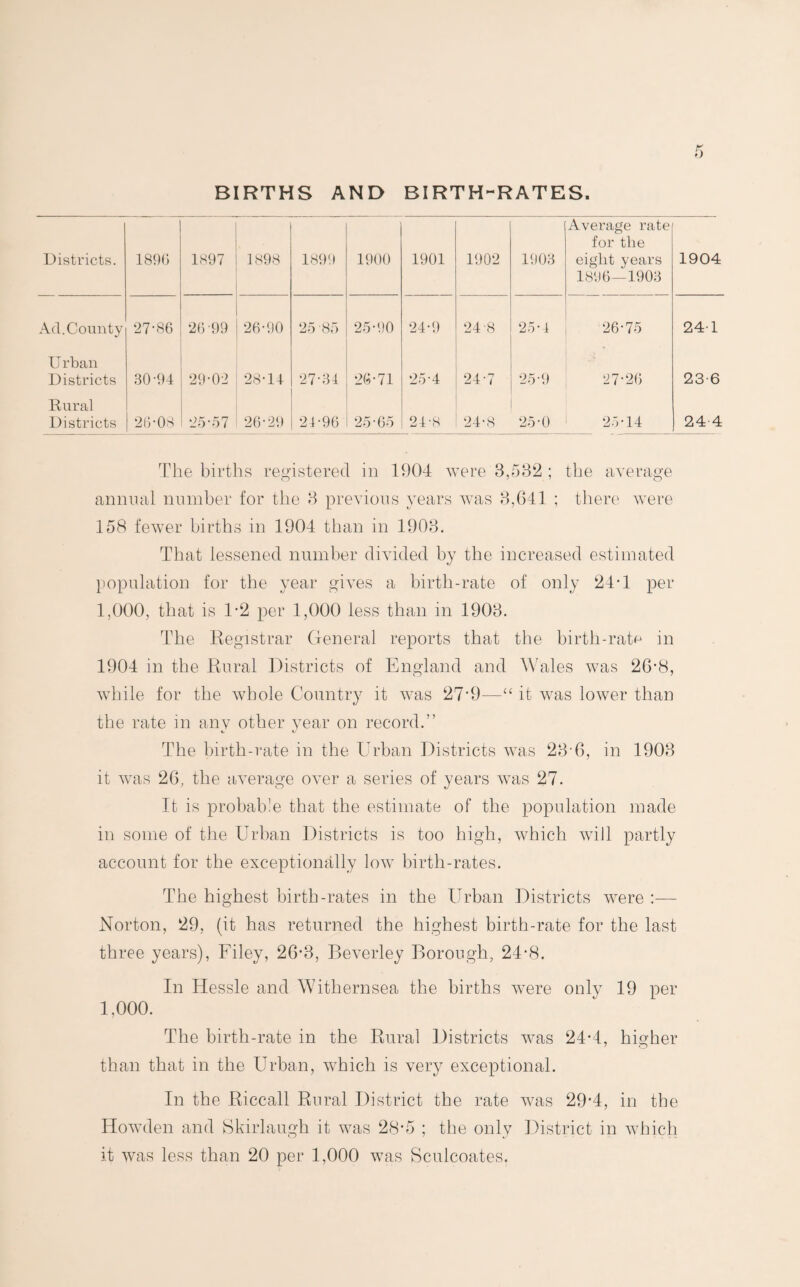 5
BIRTHS AND BIRTH-RATES.
Districts. 1896 1897 1898 1899 1900 1901 1902 1903 Average rate for the eight years 1896—1903 1904
Ad.County 27·86 26·99 26·90 25·85 25·90 24·9 24·8 25·4 26·75 24·1
Urban Districts 30·94 29·02 28·14 27·34 26·71 25·4 24·7 25·9 27·26 23·6
Rural Districts 26·08 25·57 26·29 24·96 25·65 24·8 24·8 25·0 25·14 24·4
The births registered in 1904 were 3,532 ; the average
annual number for the 3 previous years was 3,641 ; there were
158 fewer births in 1904 than in 1903.
That lessened number divided by the increased estimated
population for the year gives a birth-rate of only 24·1 per
1,000, that is 1·2 per 1,000 less than in 1903.
The Registrar General reports that the birth-rate in
1904 in the Rural Districts of England and Wales was 26·8,
while for the whole Country it was 27·9—“ it was lower than
the rate in any other year on record.”
The birth-rate in the Urban Districts was 23·6, in 1903
it was 26, the average over a series of years was 27.
It is probable that the estimate of the population made
in some of the Urban Districts is too high, which will partly
account for the exceptionally low birth-rates.
The highest birth-rates in the Urban Districts were :—
Norton, 29, (it has returned the highest birth-rate for the last
three years), Filey, 26·3, Beverley Borough, 24·8.
In Hessle and Withernsea the births were only 19 per
1,000.
The birth-rate in the Rural Districts was 24·4, higher
than that in the Urban, which is very exceptional.
In the Riccall Rural District the rate was 29·4, in the
Howden and Skirlaugh it was 28·5 ; the only District in which
it was less than 20 per 1,000 was Sculcoates.